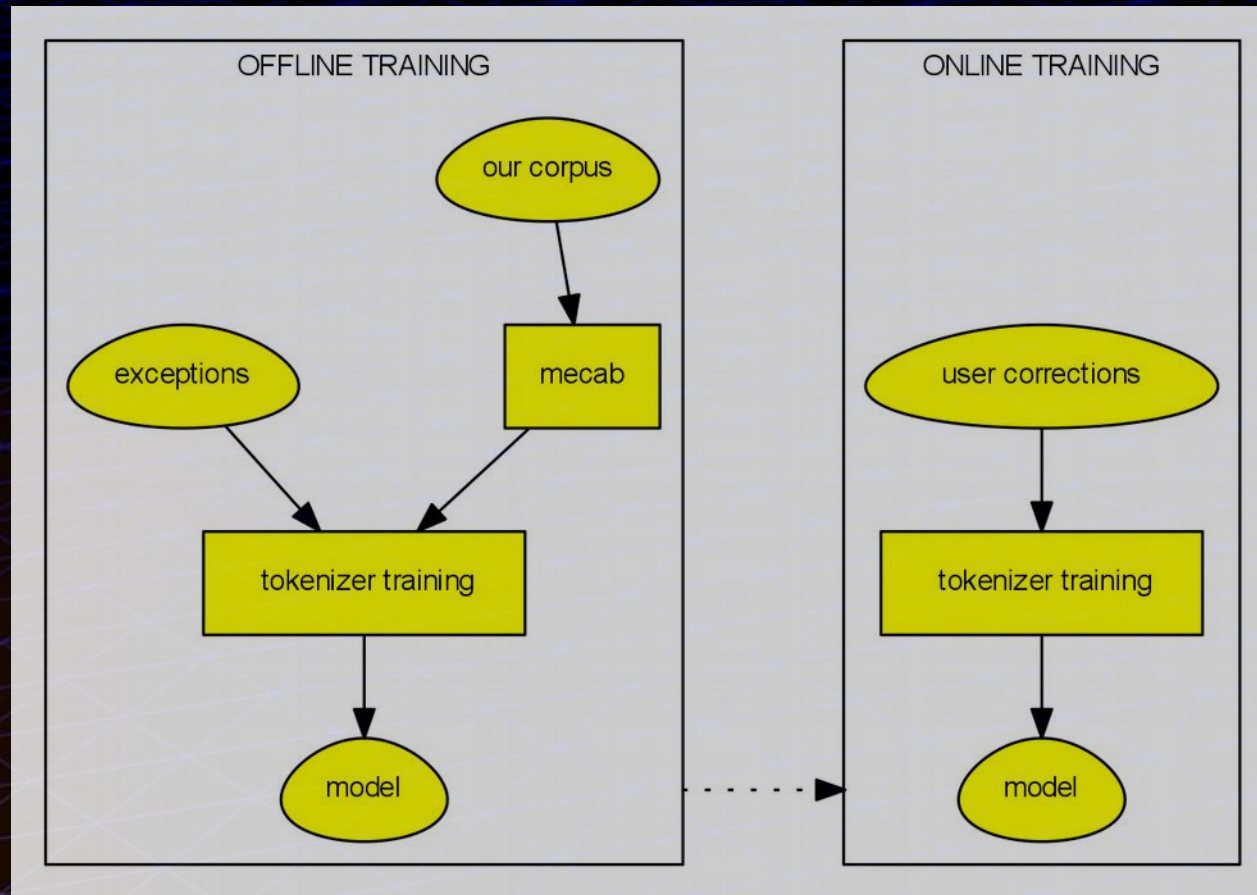 OFFLINE TRAINING
our corpus
exceptions
mecab
tokenizer training
model
ONLINE TRAINING
user corrections
tokenizer training
model